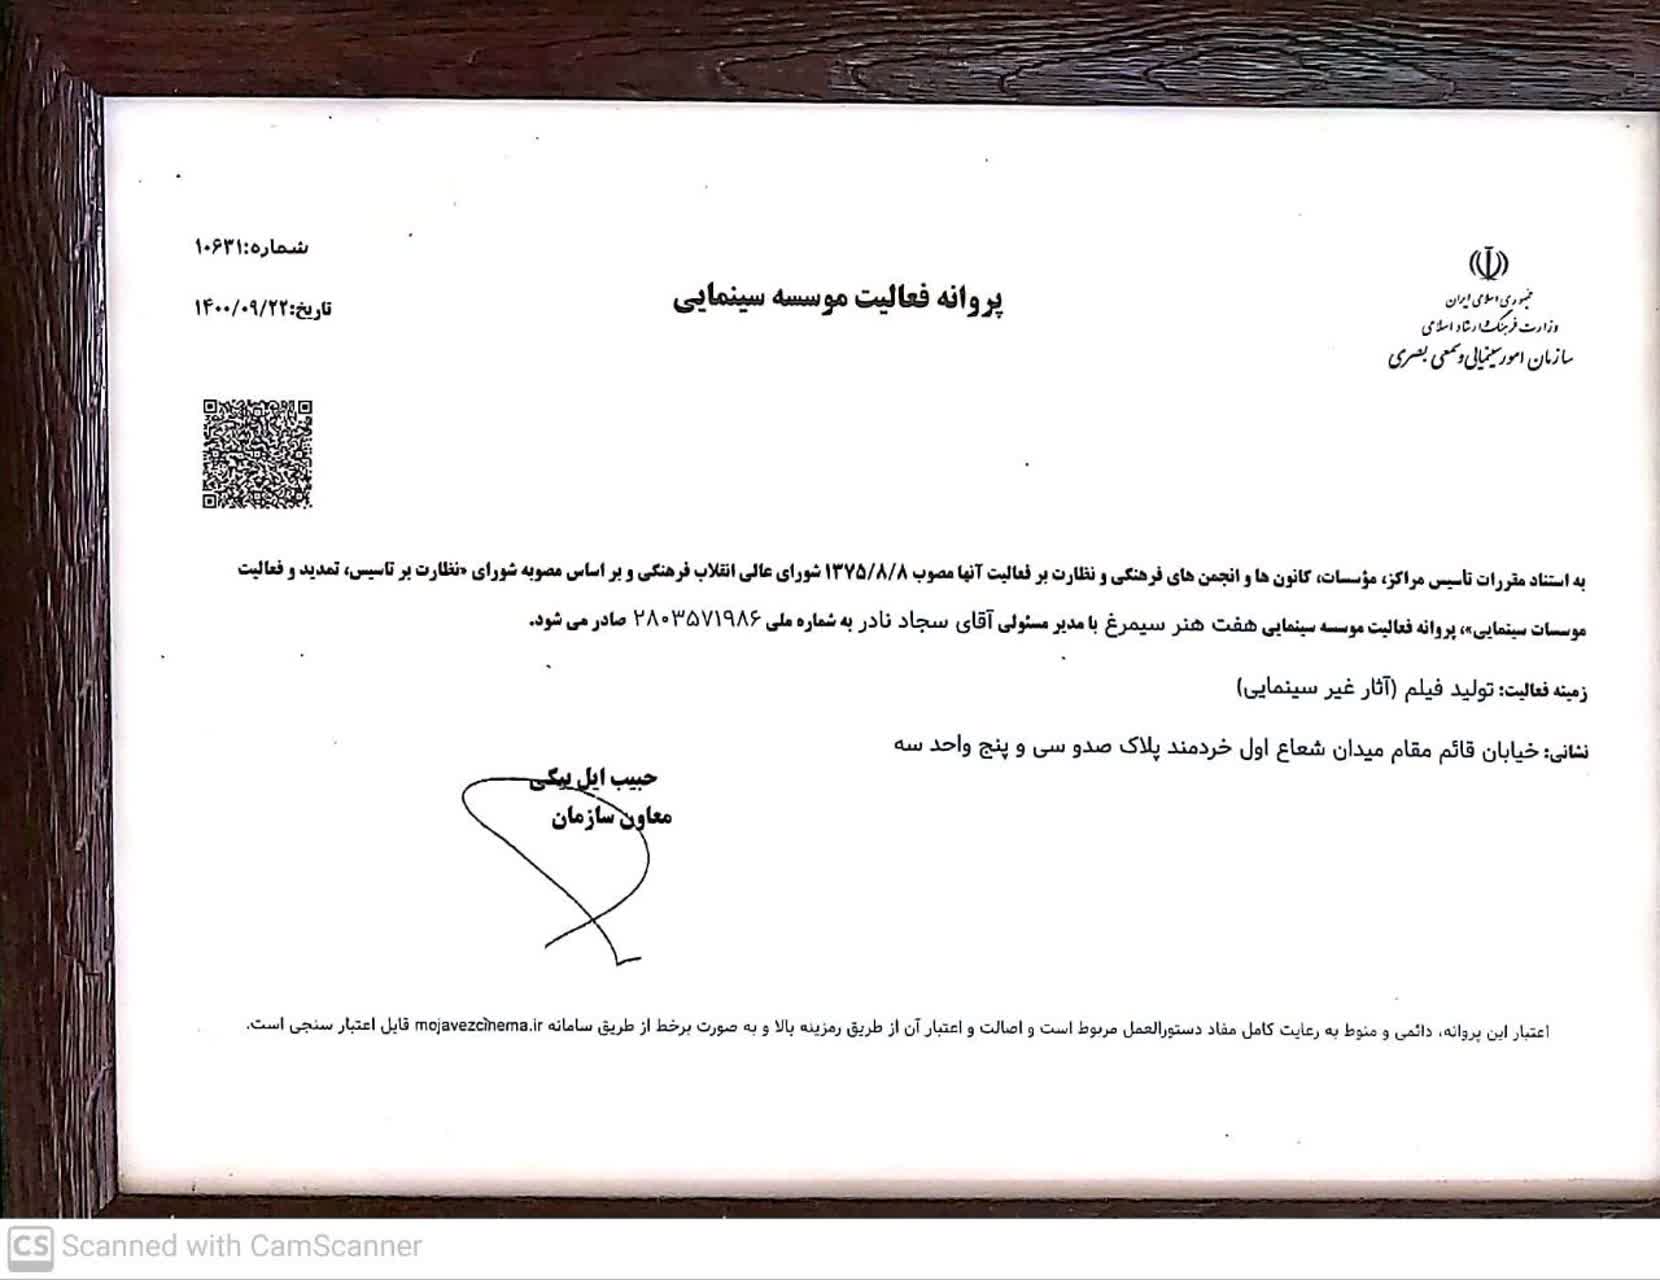 جمهوری اسلامی ایران
وزارت فرهنگ و ارشاد اسلامی
سازمان امور سینمایی و سمعی بصری
پروانه فعالیت موسسه سینمایی
شماره:۱۰۶۳۱
تاریخ:۱۴۰۰/۰۹/۲۲
به استناد مقررات تأسیس مراکز، مؤسسات، کانون ها و انجمن های فرهنگی و نظارت بر فعالیت آنها مصوب ۱۳۷۵/۸/۸ شورای عالی انقلاب فرهنگی و بر اساس مصوبه شورای «نظارت بر تاسیس، تمدید و فعالیت
موسسات سینمایی»، پروانه فعالیت موسسه سینمایی هفت هنر سیمرغ با مدیر مسئولی آقای سجاد نادر به شماره ملی ۲۸۰۳۵۷۱۹۸۶ صادر می شود.
زمینه فعالیت: تولید فیلم (آثار غیر سینمایی)
نشانی: خیابان قائم مقام میدان شعاع اول خردمند پلاک صدو سی و پنج واحد سه
حبیب ایل بیگی
معاون سازمان
اعتبار این پروانه، دائمی و منوط به رعایت کامل مفاد دستورالعمل مربوط است و اصالت و اعتبار آن از طریق رمزینه بالا و به صورت برخط از طریق سامانه mojavezcinema.ir قابل اعتبار سنجی است.
CS Scanned with CamScanner